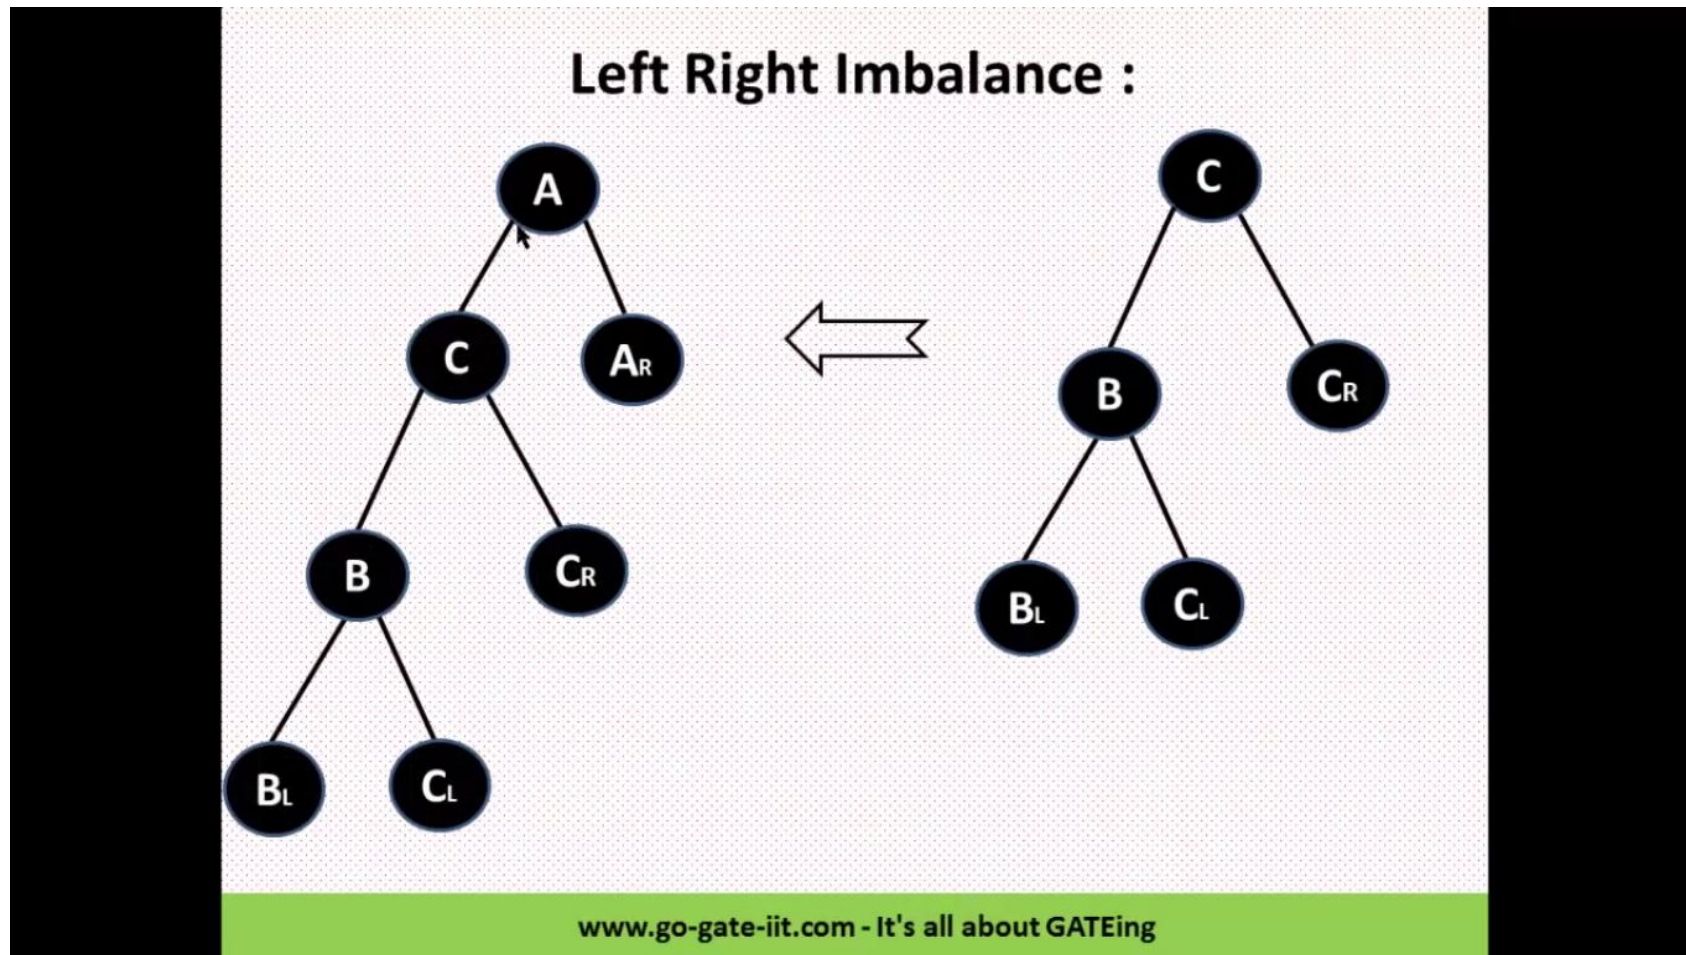 Left Right Imbalance :
A
C
C
AR
B
CR
B
CR
BL
CL
BL
CL
www.go-gate-iit.com - It's all about GATEing